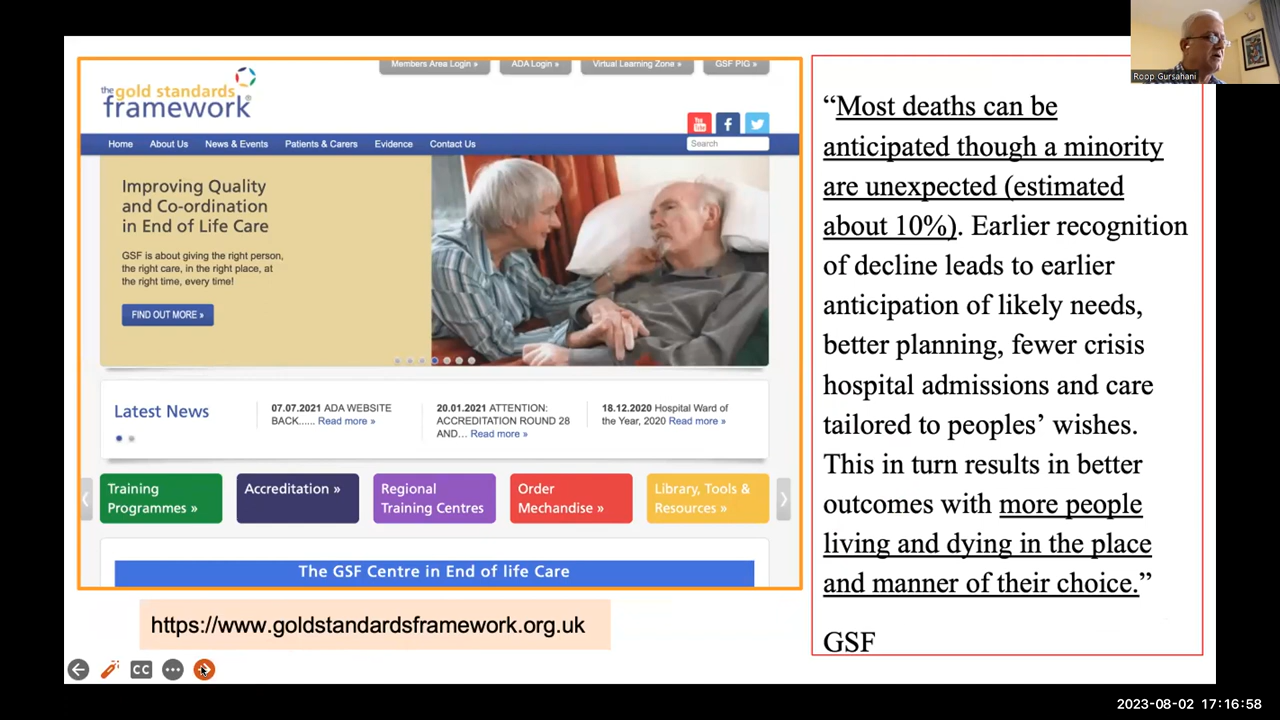 Members Area Login »
ADA Login »
Virtual Learning Zone »
GSF PIG »
the gold standards
framework®
You
Tube
Home
About Us
News & Events
Patients & Carers
Evidence
Contact Us
Search
Improving Quality
and Co-ordination
in End of Life Care
GSF is about giving the right person,
the right care, in the right place, at
the right time, every time!
FIND OUT MORE »
Latest News
07.07.2021 ADA WEBSITE
BACK...... Read more »
20.01.2021 ATTENTION:
ACCREDITATION ROUND 28
AND... Read more »
18.12.2020 Hospital Ward of
the Year, 2020 Read more »
Training
Programmes »
Accreditation »
Regional
Training Centres
Order
Mechandise »
Library, Tools &
Resources »
The GSF Centre in End of life Care
https://www.goldstandardsframework.org.uk
“Most deaths can be
anticipated though a minority
are unexpected (estimated
about 10%). Earlier recognition
of decline leads to earlier
anticipation of likely needs,
better planning, fewer crisis
hospital admissions and care
tailored to peoples’ wishes.
This in turn results in better
outcomes with more people
living and dying in the place
and manner of their choice.”
GSF
Roop Gursahani
CC
2023-08-02 17:16:58